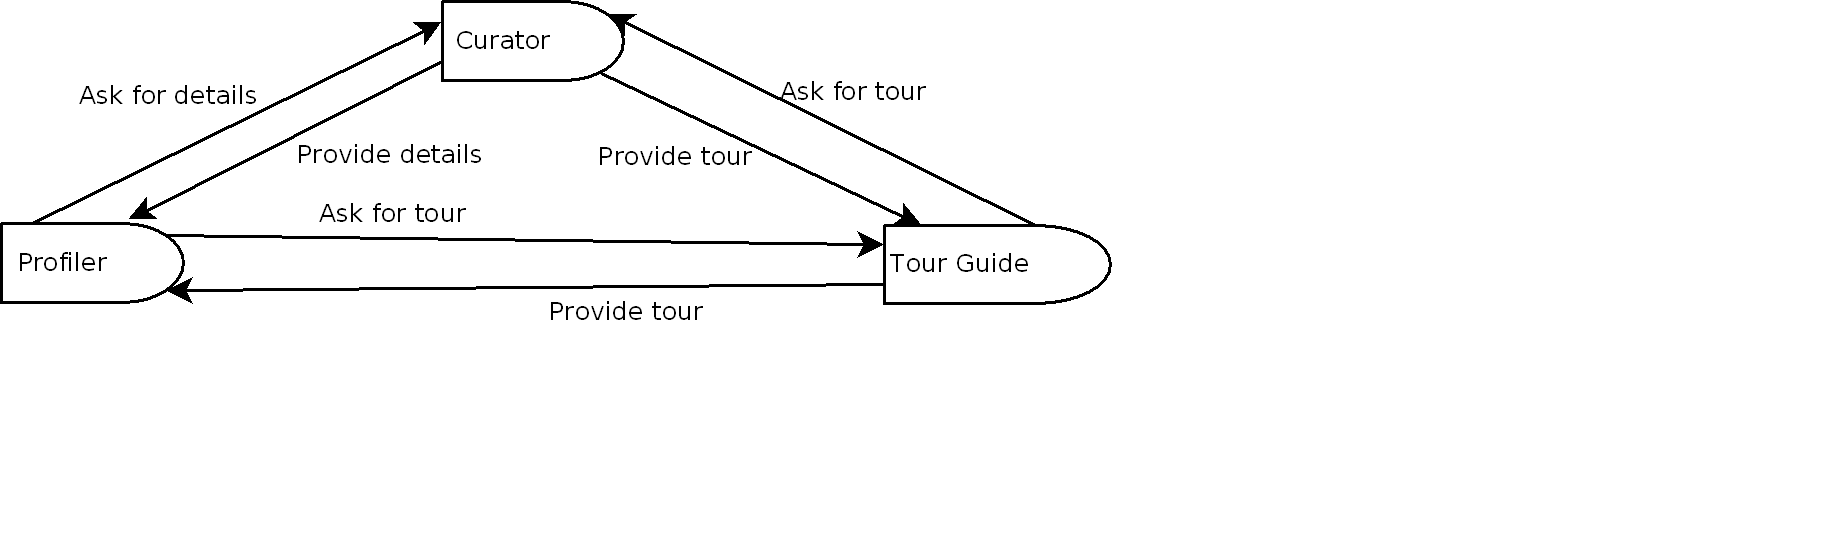 Curator
Ask for details
Ask for tour
Provide details
Provide tour
Ask for tour
Profiler
Tour Guide
Provide tour